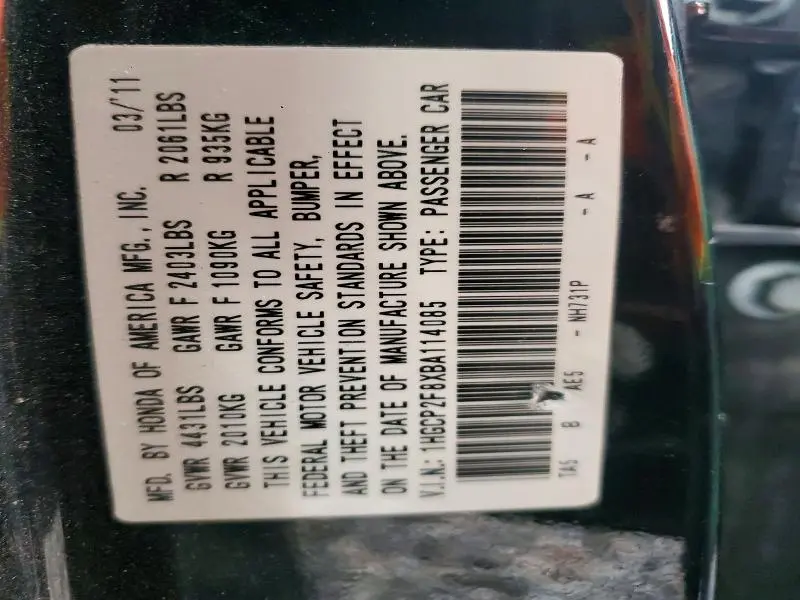 MFD. BY HONDA OF AMERICA MFG., INC. 03/'11
GVWR 4431LBS GAWR F 2403LBS R 2061LBS
GVWR 2010KG GAWR F 1090KG R 935KG
THIS VEHICLE CONFORMS TO ALL APPLICABLE
FEDERAL MOTOR VEHICLE SAFETY, BUMPER,
AND THEFT PREVENTION STANDARDS IN EFFECT
ON THE DATE OF MANUFACTURE SHOWN ABOVE.
V.I.N.: 1HGCP2F8XBA114085 TYPE: PASSENGER CAR
TA5 B AE5 - NH731P - A - A